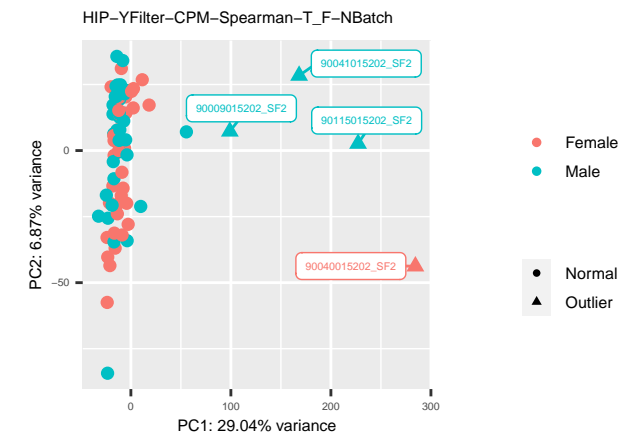 HIP−YFilter−CPM−Spearman−T_F−NBatch
90041015202_SF2
90009015202_SF2
90115015202_SF2
90040015202_SF2
0
−50
PC2: 6.87% variance
0
100
200
300
PC1: 29.04% variance
Female
Male
Normal
Outlier